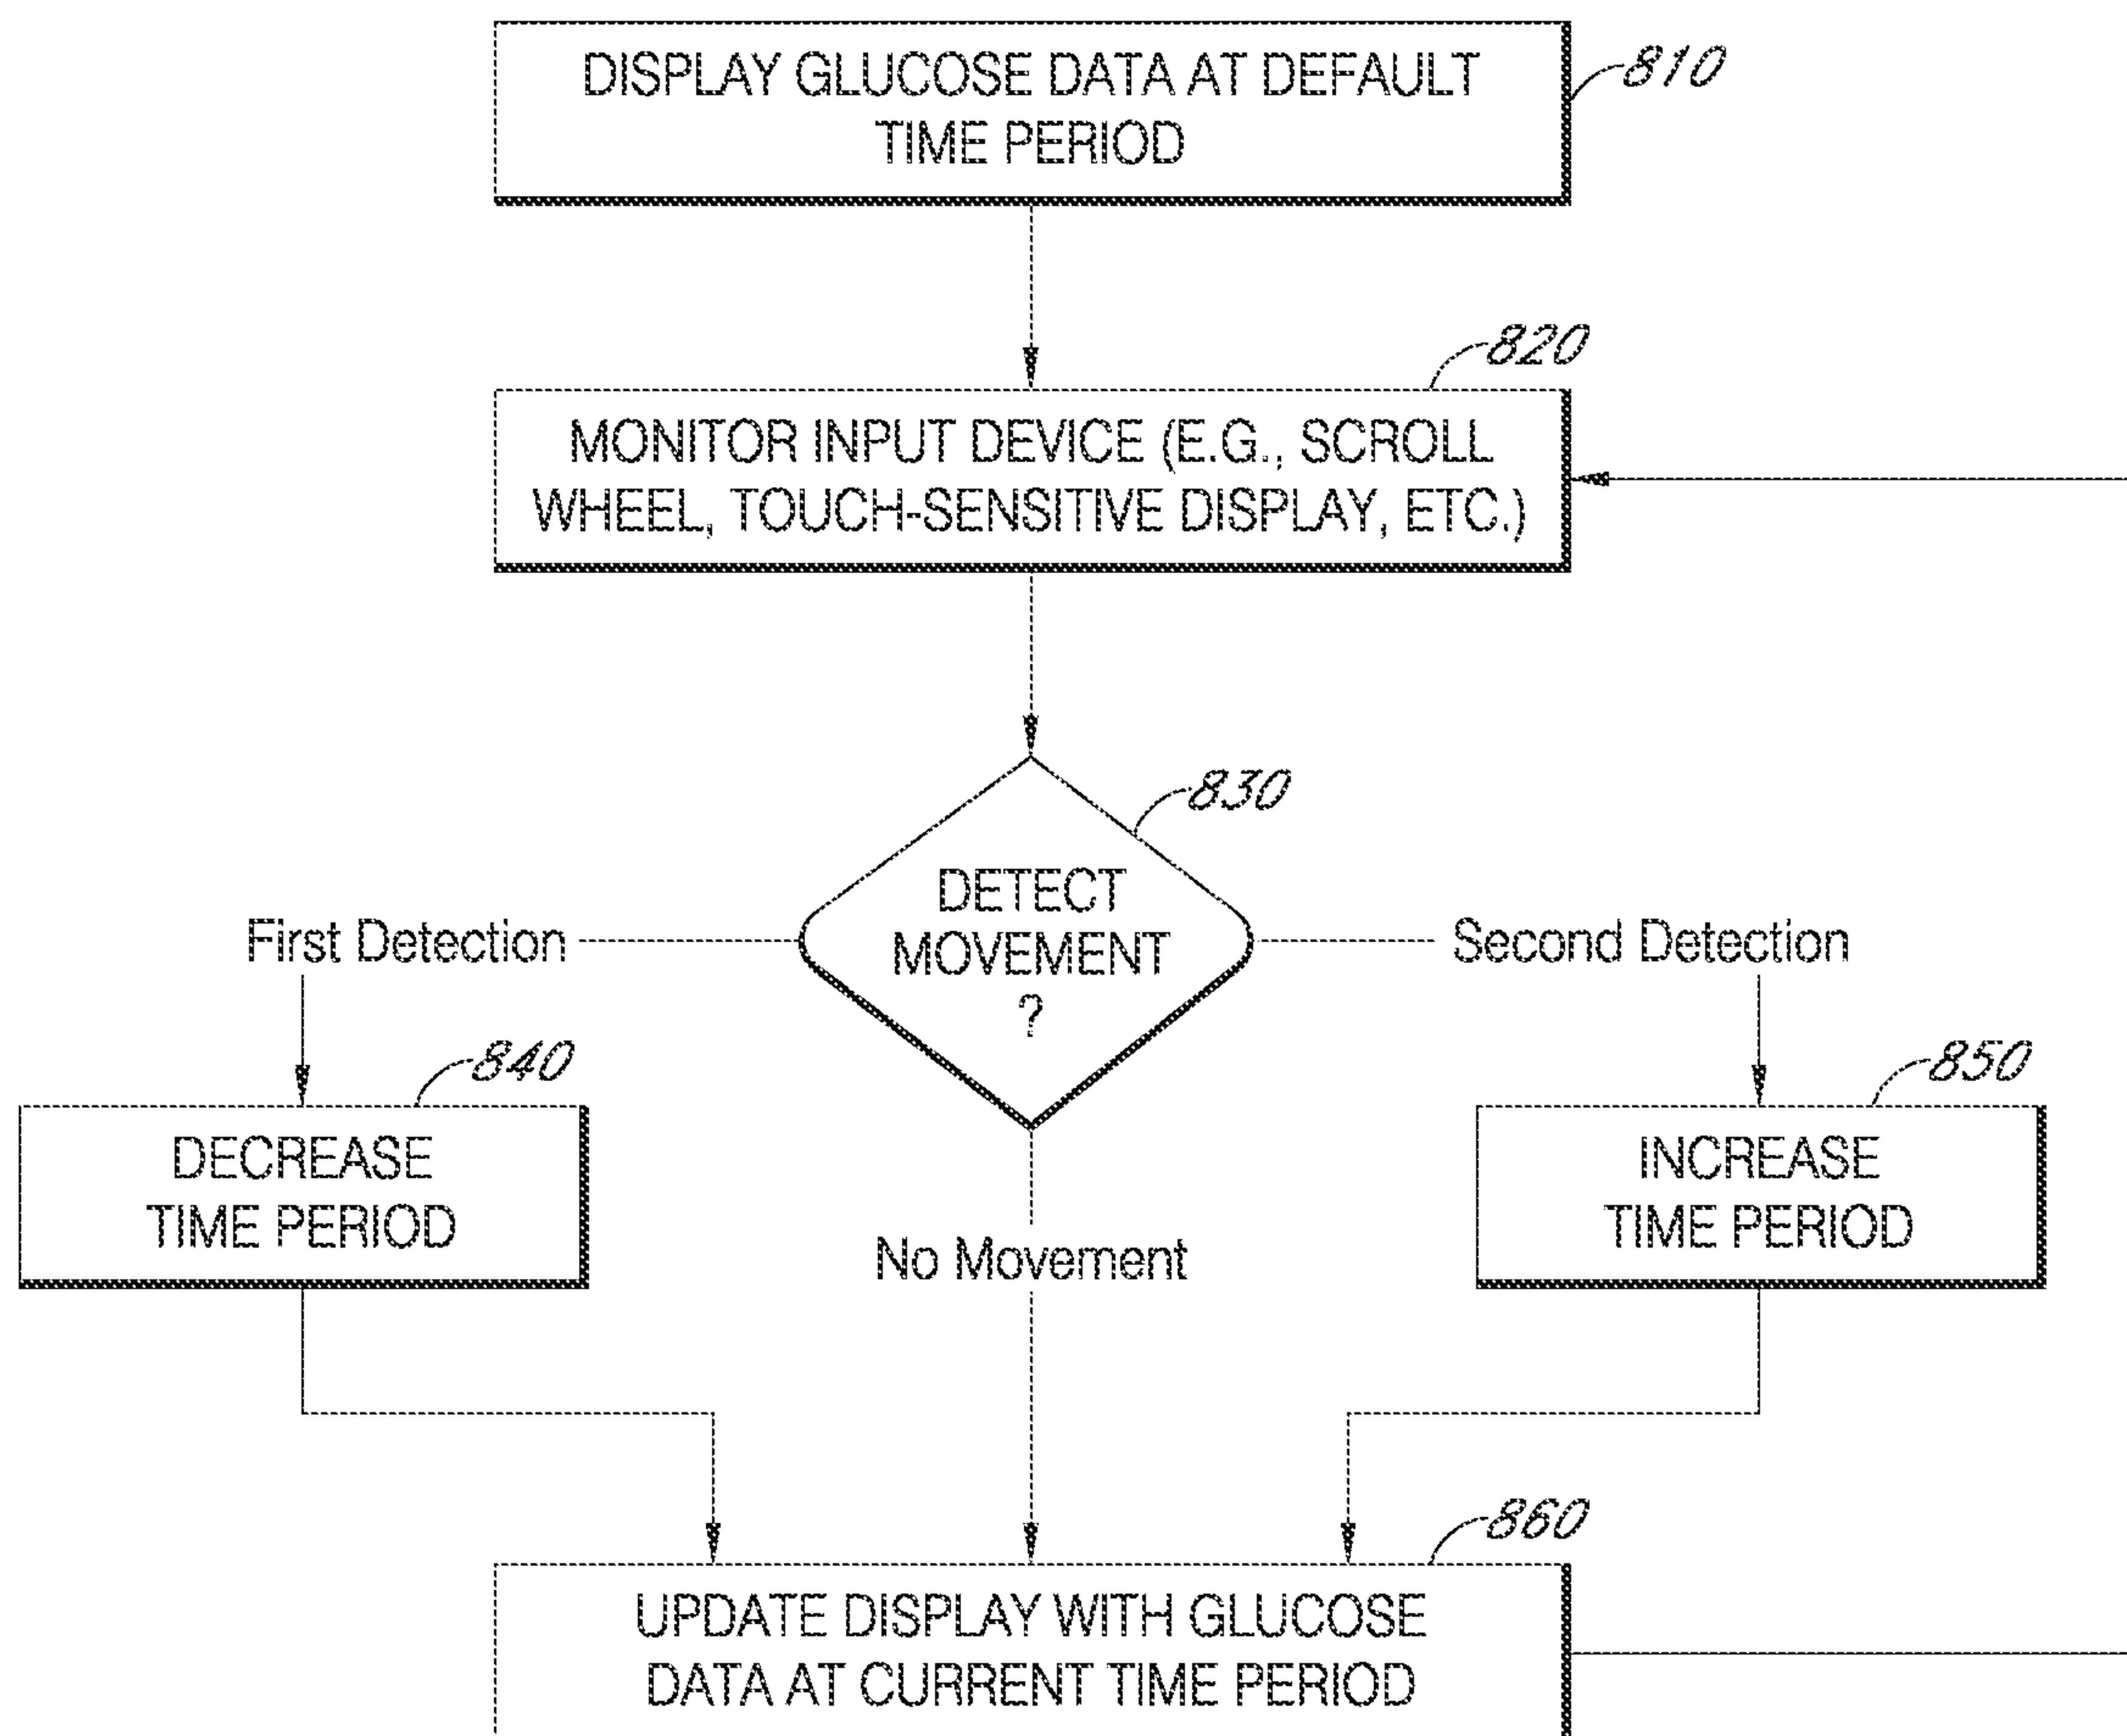 DISPLAY GLUCOSE DATA AT DEFAULT
TIME PERIOD
810
820
MONITOR INPUT DEVICE (E.G., SCROLL
WHEEL, TOUCH-SENSITIVE DISPLAY, ETC.)
830
DETECT
MOVEMENT
?
First Detection
Second Detection
840
850
DECREASE
TIME PERIOD
INCREASE
TIME PERIOD
No Movement
860
UPDATE DISPLAY WITH GLUCOSE
DATA AT CURRENT TIME PERIOD